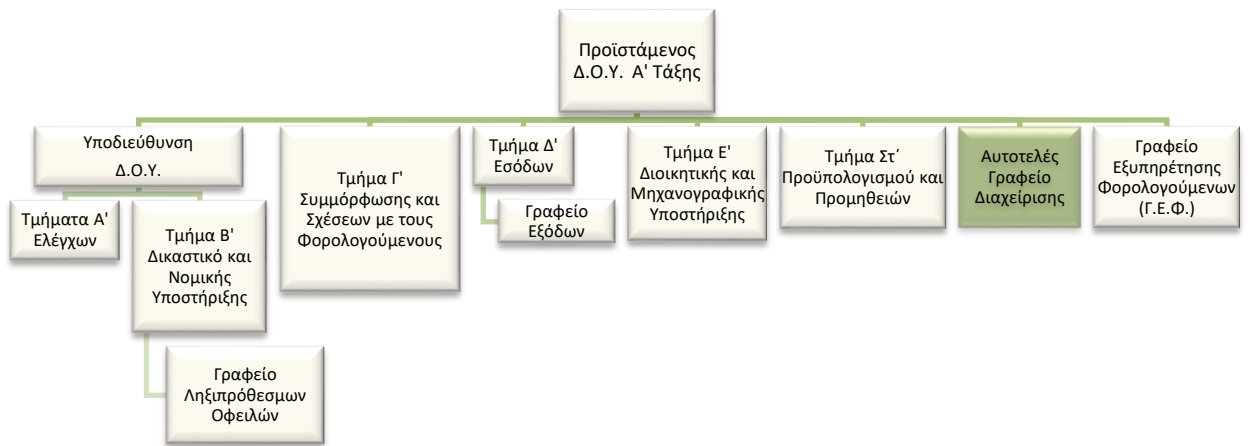 Προϊστάμενος
Δ.Ο.Υ. Α' Τάξης
Υποδιεύθυνση
Δ.Ο.Υ.
Τμήματα Α'
Ελέγχων
Τμήμα Β'
Δικαστικό και
Νομικής
Υποστήριξης
Γραφείο
Ληξιπρόθεσμων
Οφειλών
Τμήμα Γ'
Συμμόρφωσης και
Σχέσεων με τους
Φορολογούμενους
Τμήμα Δ'
Εσόδων
Γραφείο
Εξόδων
Τμήμα Ε'
Διοικητικής και
Μηχανογραφικής
Υποστήριξης
Τμήμα Στ΄
Προϋπολογισμού και
Προμηθειών
Αυτοτελές
Γραφείο
Διαχείρισης
Γραφείο
Εξυπηρέτησης
Φορολογούμενων
(Γ.Ε.Φ.)